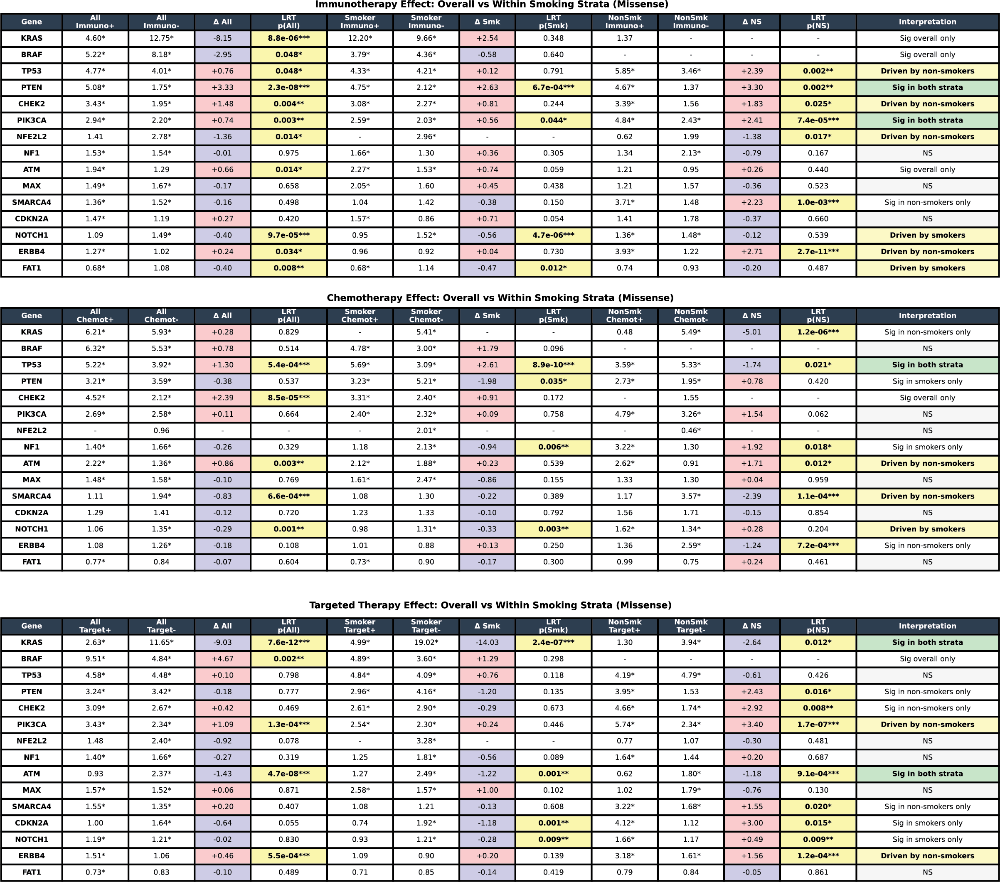 Immunotherapy Effect: Overall vs Within Smoking Strata (Missense)
Gene All Immuno+ All Immuno- Δ All LRT p(All) Smoker Immuno+ Smoker Immuno- Δ Smk LRT p(Smk) NonSmk Immuno+ NonSmk Immuno- Δ NS LRT p(NS) Interpretation
KRAS 4.60* 12.75* -8.15 8.8e-06*** 12.20* 9.66* +2.54 0.348 1.37 - - - Sig overall only
BRAF 5.22* 8.18* -2.95 0.048* 3.79* 4.36* -0.58 0.640 - - - - Sig overall only
TP53 4.77* 4.01* +0.76 0.048* 4.33* 4.21* +0.12 0.791 5.85* 3.46* +2.39 0.002** Driven by non-smokers
PTEN 5.08* 1.75* +3.33 2.3e-08*** 4.75* 2.12* +2.63 6.7e-04*** 4.67* 1.37 +3.30 0.002** Sig in both strata
CHEK2 3.43* 1.95* +1.48 0.004** 3.08* 2.27* +0.81 0.244 3.39* 1.56 +1.83 0.025* Driven by non-smokers
PIK3CA 2.94* 2.20* +0.74 0.003** 2.59* 2.03* +0.56 0.044* 4.84* 2.43* +2.41 7.4e-05*** Sig in both strata
NFE2L2 1.41 2.78* -1.36 0.014* - 2.96* - - 0.62 1.99 -1.38 0.017* Driven by non-smokers
NF1 1.53* 1.54* -0.01 0.975 1.66* 1.30 +0.36 0.305 1.34 2.13* -0.79 0.167 NS
ATM 1.94* 1.29 +0.66 0.014* 2.27* 1.53* +0.74 0.059 1.21 0.95 +0.26 0.440 Sig overall only
MAX 1.49* 1.67* -0.17 0.658 2.05* 1.60 +0.45 0.438 1.21 1.57 -0.36 0.523 NS
SMARCA4 1.36* 1.52* -0.16 0.498 1.04 1.42 -0.38 0.150 3.71* 1.48 +2.23 1.0e-03*** Sig in non-smokers only
CDKN2A 1.47* 1.19 +0.27 0.420 1.57* 0.86 +0.71 0.054 1.41 1.78 -0.37 0.660 NS
NOTCH1 1.09 1.49* -0.40 9.7e-05*** 0.95 1.52* -0.56 4.7e-06*** 1.36* 1.48* -0.12 0.539 Driven by smokers
ERBB4 1.27* 1.02 +0.24 0.034* 0.96 0.92 +0.04 0.730 3.93* 1.22 +2.71 2.7e-11*** Driven by non-smokers
FAT1 0.68* 1.08 -0.40 0.008** 0.68* 1.14 -0.47 0.012* 0.74 0.93 -0.20 0.487 Driven by smokers
Chemotherapy Effect: Overall vs Within Smoking Strata (Missense)
Gene All Chemot+ All Chemot- Δ All LRT p(All) Smoker Chemot+ Smoker Chemot- Δ Smk LRT p(Smk) NonSmk Chemot+ NonSmk Chemot- Δ NS LRT p(NS) Interpretation
KRAS 6.21* 5.93* +0.28 0.829 - 5.41* - - 0.48 5.49* -5.01 1.2e-06*** Sig in non-smokers only
BRAF 6.32* 5.53* +0.78 0.514 4.78* 3.00* +1.79 0.096 - - - - NS
TP53 5.22* 3.92* +1.30 5.4e-04*** 5.69* 3.09* +2.61 8.9e-10*** 3.59* 5.33* -1.74 0.021* Sig in both strata
PTEN 3.21* 3.59* -0.38 0.537 3.23* 5.21* -1.98 0.035* 2.73* 1.95* +0.78 0.420 Sig in smokers only
CHEK2 4.52* 2.12* +2.39 8.5e-05*** 3.31* 2.40* +0.91 0.172 - 1.55 - - Sig overall only
PIK3CA 2.69* 2.58* +0.11 0.664 2.40* 2.32* +0.09 0.758 4.79* 3.26* +1.54 0.062 NS
NFE2L2 - 0.96 - - - 2.01* - - - 0.46* - - NS
NF1 1.40* 1.66* -0.26 0.329 1.18 2.13* -0.94 0.006** 3.22* 1.30 +1.92 0.018* Sig in smokers only
ATM 2.22* 1.36* +0.86 0.003** 2.12* 1.88* +0.23 0.539 2.62* 0.91 +1.71 0.012* Driven by non-smokers
MAX 1.48* 1.58* -0.10 0.769 1.61* 2.47* -0.86 0.155 1.33 1.30 +0.04 0.959 NS
SMARCA4 1.11 1.94* -0.83 6.6e-04*** 1.08 1.30 -0.22 0.389 1.17 3.57* -2.39 1.1e-04*** Driven by non-smokers
CDKN2A 1.29 1.41 -0.12 0.720 1.23 1.33 -0.10 0.792 1.56 1.71 -0.15 0.854 NS
NOTCH1 1.06 1.35* -0.29 0.001** 0.98 1.31* -0.33 0.003** 1.62* 1.34* +0.28 0.204 Driven by smokers
ERBB4 1.08 1.26* -0.18 0.108 1.01 0.88 +0.13 0.250 1.36 2.59* -1.24 7.2e-04*** Sig in non-smokers only
FAT1 0.77* 0.84 -0.07 0.604 0.73* 0.90 -0.17 0.300 0.99 0.75 +0.24 0.461 NS
Targeted Therapy Effect: Overall vs Within Smoking Strata (Missense)
Gene All Target+ All Target- Δ All LRT p(All) Smoker Target+ Smoker Target- Δ Smk LRT p(Smk) NonSmk Target+ NonSmk Target- Δ NS LRT p(NS) Interpretation
KRAS 2.63* 11.65* -9.03 7.6e-12*** 4.99* 19.02* -14.03 2.4e-07*** 1.30 3.94* -2.64 0.012* Sig in both strata
BRAF 9.51* 4.84* +4.67 0.002** 4.89* 3.60* +1.29 0.298 - - - - Sig overall only
TP53 4.58* 4.48* +0.10 0.798 4.84* 4.09* +0.76 0.118 4.19* 4.79* -0.61 0.426 NS
PTEN 3.24* 3.42* -0.18 0.777 2.96* 4.16* -1.20 0.135 3.95* 1.53 +2.43 0.016* Sig in non-smokers only
CHEK2 3.09* 2.67* +0.42 0.469 2.61* 2.90* -0.29 0.673 4.66* 1.74* +2.92 0.008** Sig in non-smokers only
PIK3CA 3.43* 2.34* +1.09 1.3e-04*** 2.54* 2.30* +0.24 0.446 5.74* 2.34* +3.40 1.7e-07*** Driven by non-smokers
NFE2L2 1.48 2.40* -0.92 0.078 - 3.28* - - 0.77 1.07 -0.30 0.481 NS
NF1 1.40* 1.66* -0.27 0.319 1.25 1.81* -0.56 0.089 1.64* 1.44 +0.20 0.687 NS
ATM 0.93 2.37* -1.43 4.7e-08*** 1.27 2.49* -1.22 0.001** 0.62 1.80* -1.18 9.1e-04*** Sig in both strata
MAX 1.57* 1.52* +0.06 0.871 2.58* 1.57* +1.00 0.102 1.02 1.79* -0.76 0.130 NS
SMARCA4 1.55* 1.35* +0.20 0.407 1.08 1.21 -0.13 0.608 3.22* 1.68* +1.55 0.020* Sig in non-smokers only
CDKN2A 1.00 1.64* -0.64 0.055 0.74 1.92* -1.18 0.001** 4.12* 1.12 +3.00 0.015* Sig in smokers only
NOTCH1 1.19* 1.21* -0.02 0.830 0.93 1.21* -0.28 0.009** 1.66* 1.17 +0.49 0.009** Sig in smokers only
ERBB4 1.51* 1.06 +0.46 5.5e-04*** 1.09 0.90 +0.20 0.139 3.18* 1.61* +1.56 1.2e-04*** Driven by non-smokers
FAT1 0.73* 0.83 -0.10 0.489 0.71 0.85 -0.14 0.419 0.79 0.84 -0.05 0.861 NS